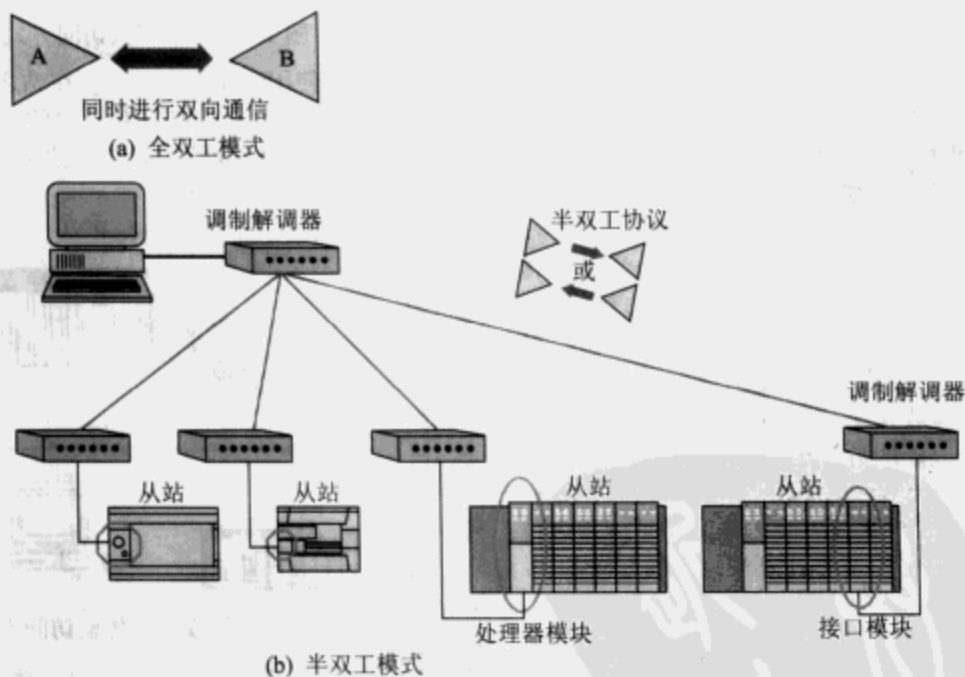 A
B
同时进行双向通信
(a) 全双工模式
调制解调器
半双工协议
或
调制解调器
从站
从站
从站
从站
处理器模块
接口模块
(b) 半双工模式